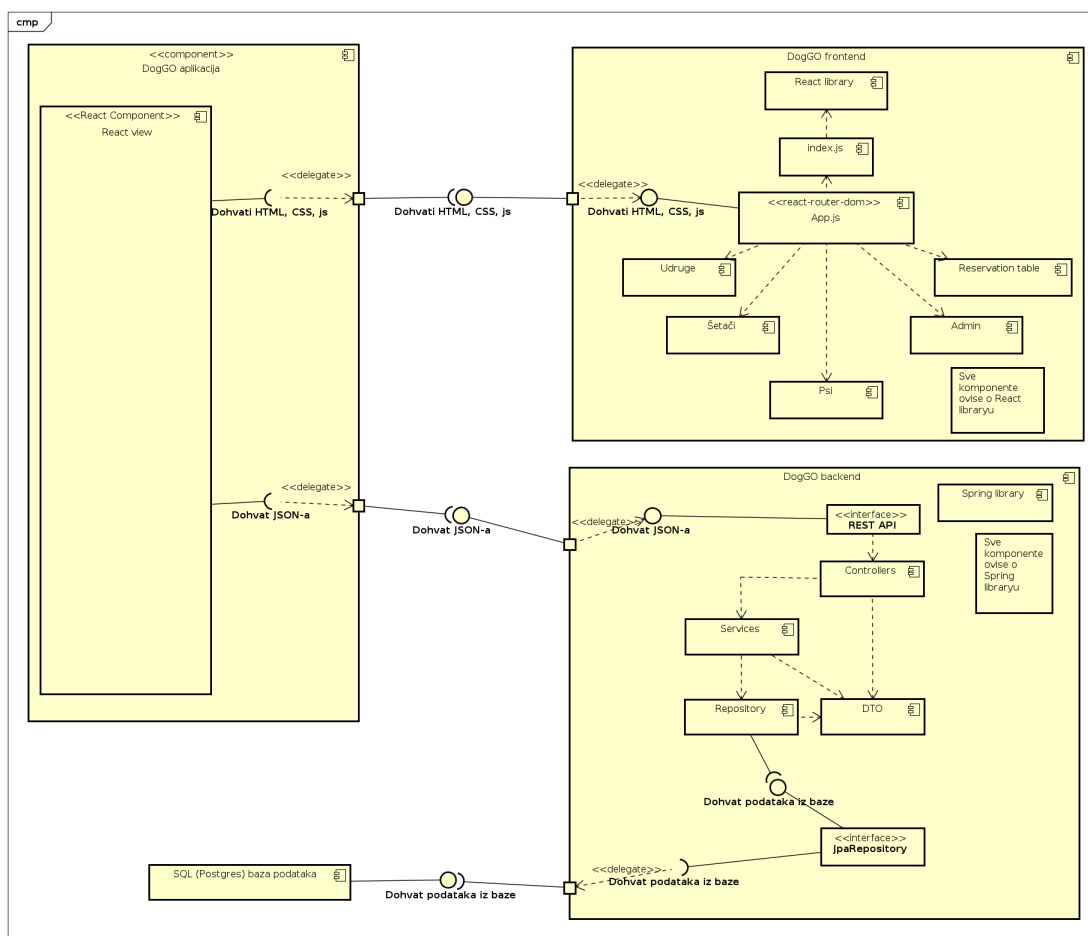 cmp
<<component>>
DogGO aplikacija
<<React Component>>
React view
<<delegate>>
Dohvati HTML, CSS, js
Dohvati HTML, CSS, js
<<delegate>>
Dohvati HTML, CSS, js
DogGO frontend
React library
index.js
<<react-router-dom>>
App.js
Udruge
Reservation table
Šetači
Admin
Psi
Sve
komponente
ovise o React
libraryu
<<delegate>>
Dohvat JSON-a
Dohvat JSON-a
DogGO backend
<<delegate>>
Dohvat JSON-a
<<interface>>
REST API
Spring library
Sve
komponente
ovise o
Spring
libraryu
Controllers
Services
Repository
DTO
Dohvat podataka iz baze
<<interface>>
JpaRepository
<<delegate>>
Dohvat podataka iz baze
SQL (Postgres) baza podataka
Dohvat podataka iz baze